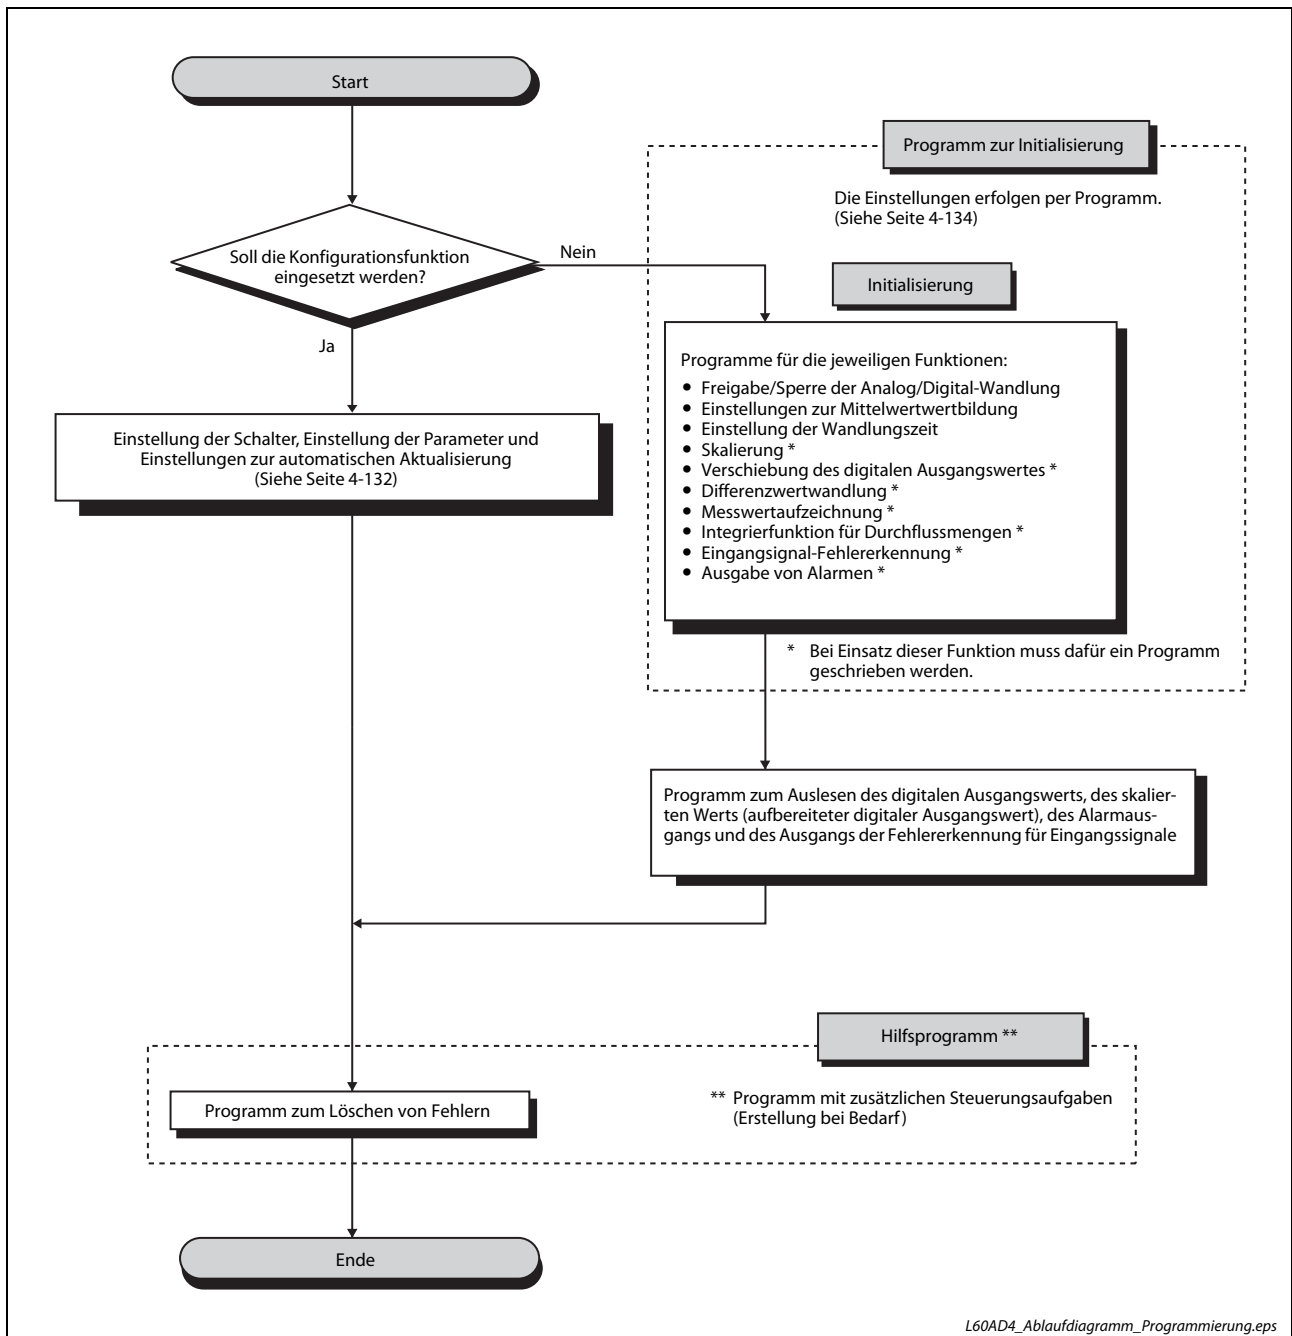 Start
Programm zur Initialisierung
Die Einstellungen erfolgen per Programm.
(Siehe Seite 4-134)
Soll die Konfigurationsfunktion
eingesetzt werden?
Nein
Initialisierung
Ja
Programme für die jeweiligen Funktionen:
• Freigabe/Sperre der Analog/Digital-Wandlung
• Einstellungen zur Mittelwertwertbildung
• Einstellung der Wandlungszeit
• Skalierung *
• Verschiebung des digitalen Ausgangswertes *
• Differenzwertwandlung *
• Messwertaufzeichnung *
• Integrierfunktion für Durchflussmengen *
• Eingangsignal-Fehlererkennung *
• Ausgabe von Alarmen *
Einstellung der Schalter, Einstellung der Parameter und
Einstellungen zur automatischen Aktualisierung
(Siehe Seite 4-132)
* Bei Einsatz dieser Funktion muss dafür ein Programm
geschrieben werden.
Programm zum Auslesen des digitalen Ausgangswerts, des skalier-
ten Werts (aufbereiteter digitaler Ausgangswert), des Alarmaus-
gangs und des Ausgangs der Fehlererkennung für Eingangssignale
Hilfsprogramm **
** Programm mit zusätzlichen Steuerungsaufgaben
(Erstellung bei Bedarf)
Programm zum Löschen von Fehlern
Ende
L60AD4_Ablaufdiagramm_Programmierung.eps